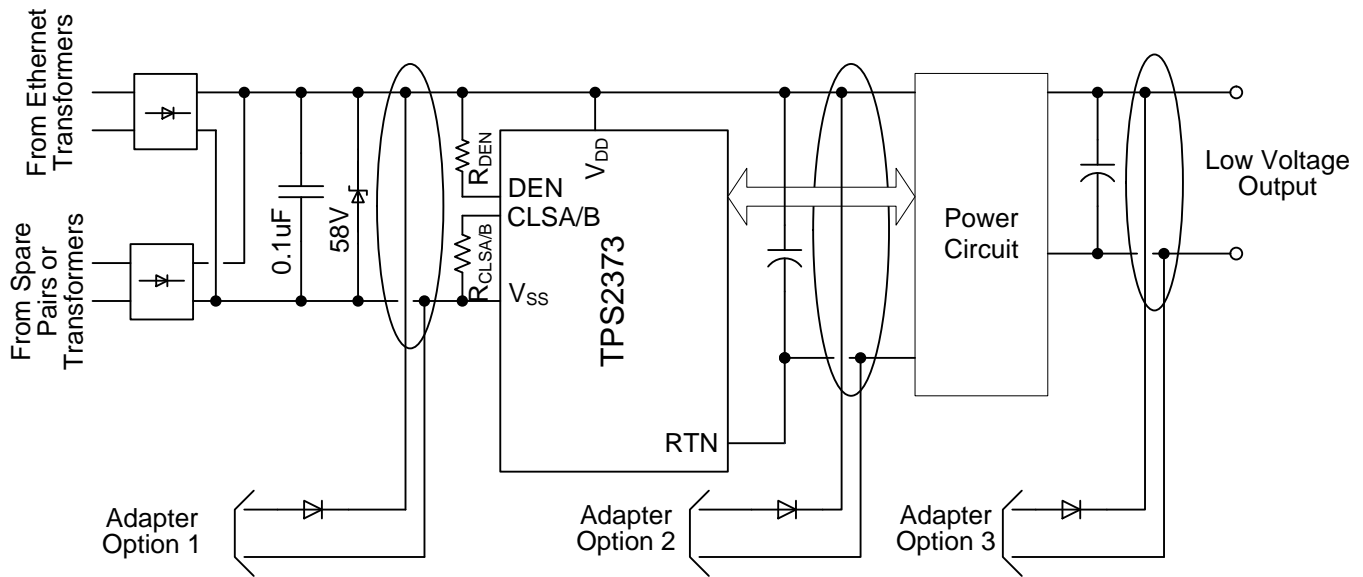 From Ethernet
Transformers
From Spare
Pairs or
Transformers
0.1uF
58V
RDEN
RCLSA/B
DEN
CLSA/B
VDD
VSS
TPS2373
RTN
Power
Circuit
Low Voltage
Output
Adapter
Option 1
Adapter
Option 2
Adapter
Option 3